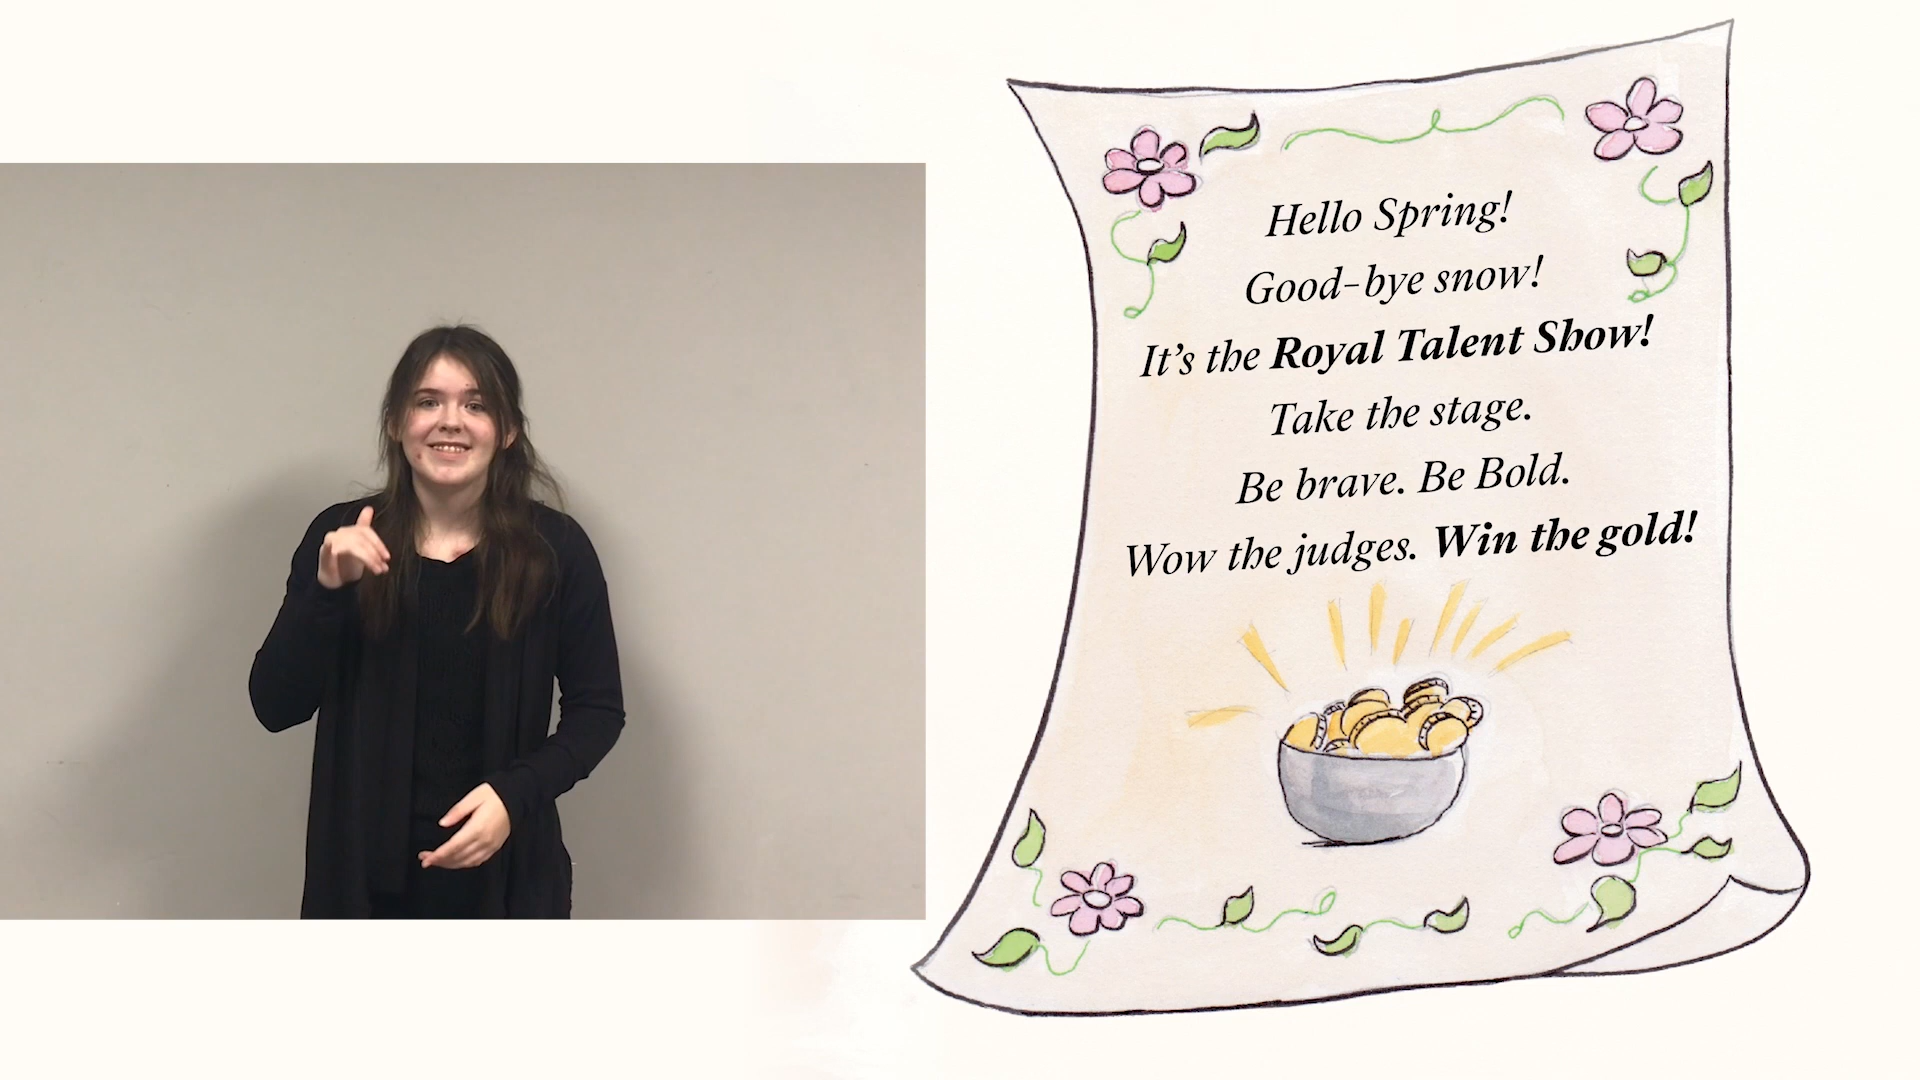 Hello Spring!
Good-bye snow!
It's the Royal Talent Show!
Take the stage.
Be brave. Be Bold.
Wow the judges. Win the gold!